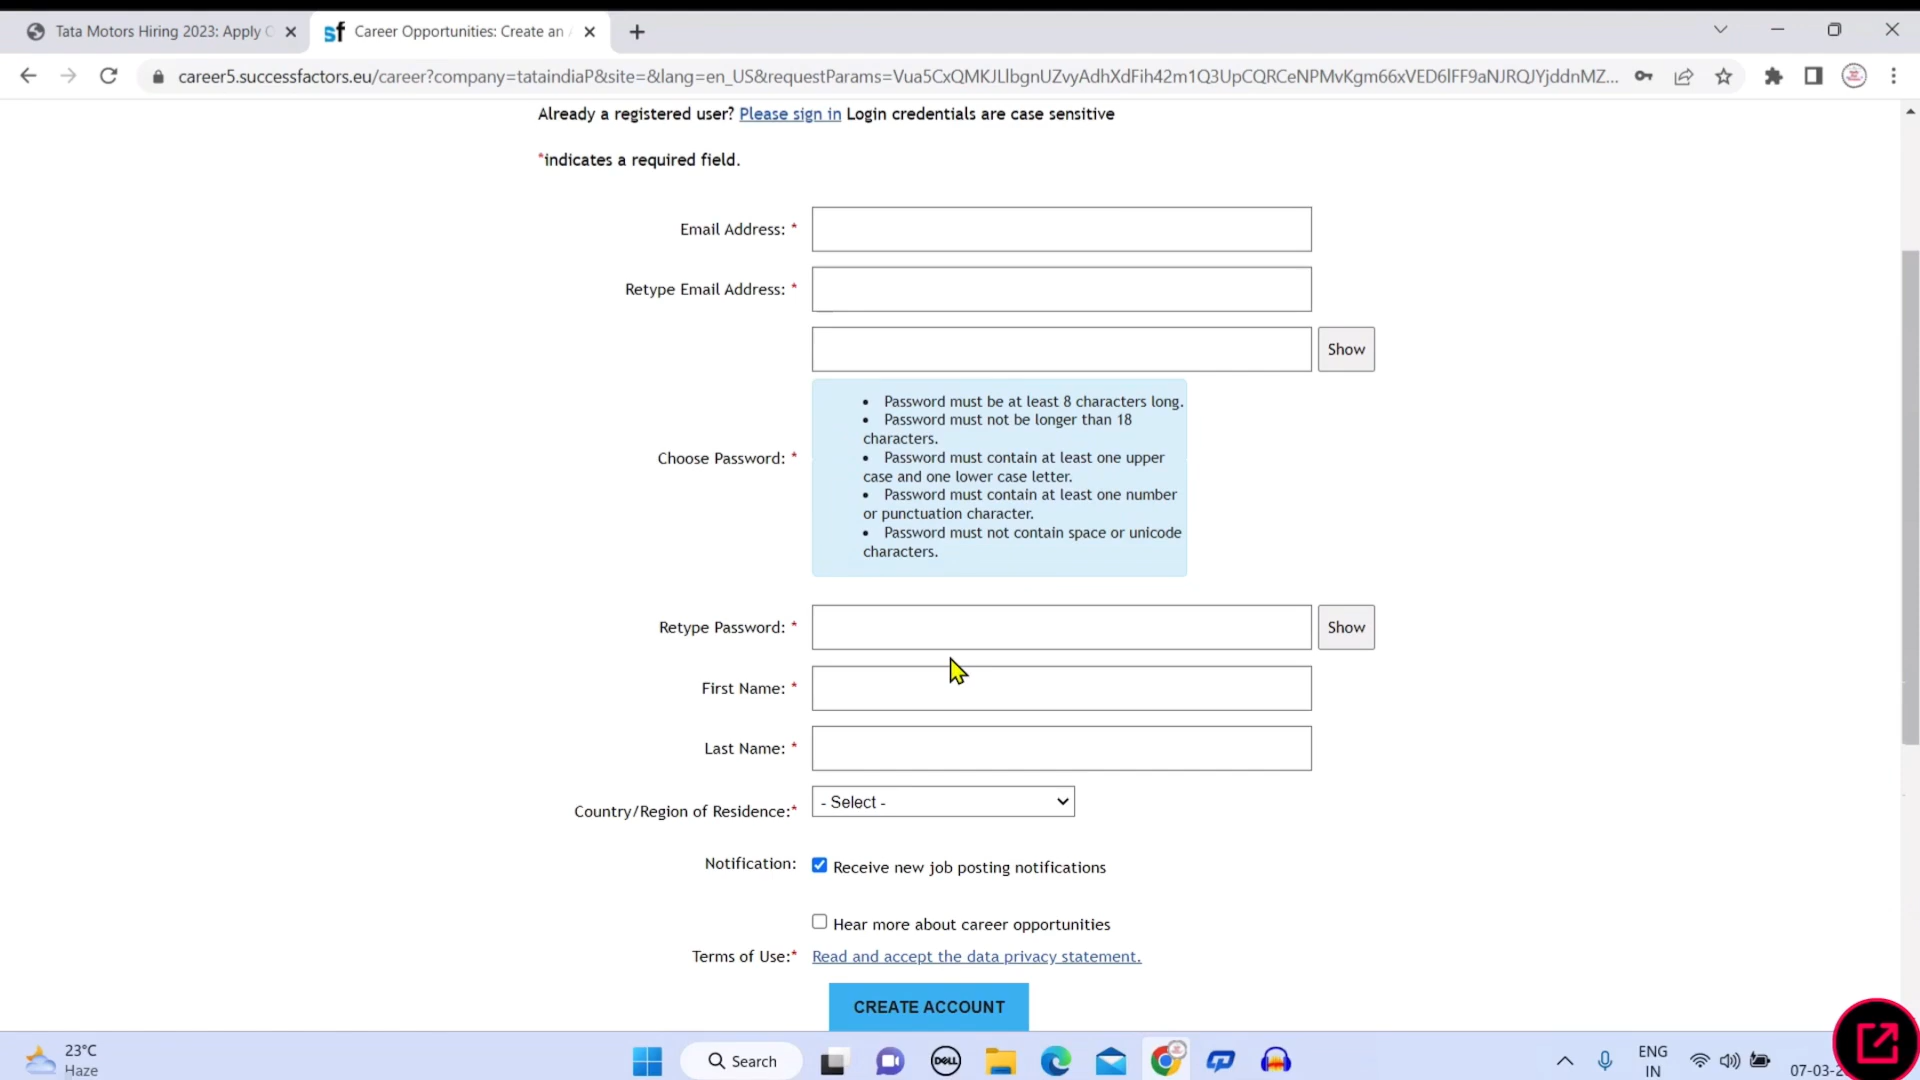 Tata Motors Hiring 2023: Apply O
sf Career Opportunities: Create an A
career5.successfactors.eu/career?company=tataindiaP&site=&lang=en_US&requestParams=Vua5CxQMKJLlbgnUZvyAdhXdFih42m1Q3UpCQRCeNPMvKgm66xVED6lFF9aNJRQJYjddnMZ...
Already a registered user? Please sign in Login credentials are case sensitive
*indicates a required field.
Email Address: *
Retype Email Address: *
Show
• Password must be at least 8 characters long.
• Password must not be longer than 18
characters.
• Password must contain at least one upper
case and one lower case letter.
• Password must contain at least one number
or punctuation character.
• Password must not contain space or unicode
characters.
Choose Password: *
Retype Password: *
Show
First Name: *
Last Name: *
Country/Region of Residence:*
- Select -
Notification:
Receive new job posting notifications
Hear more about career opportunities
Terms of Use:* Read and accept the data privacy statement.
CREATE ACCOUNT
23°C
Haze
Search
DELL
ENG
IN
07-03-2